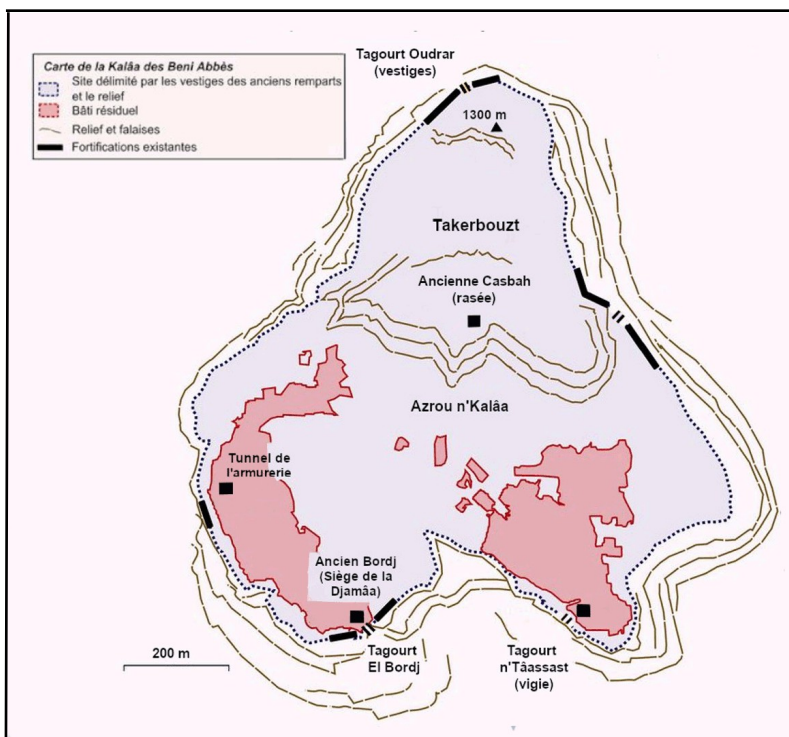 Carte de la Kalâa des Beni Abbès
Site délimité par les vestiges des anciens remparts
et le relief
Bâti résiduel
Relief et falaises
Fortifications existantes
Tagourt Oudrar
(vestiges)
1300 m
Takerbouzt
Ancienne Casbah
(rasée)
Azrou n'Kalâa
Tunnel de
l'armurerie
Ancien Bordj
(Siège de la
Djamâa)
Tagourt
El Bordj
Tagourt
n'Tâassast
(vigie)
200 m